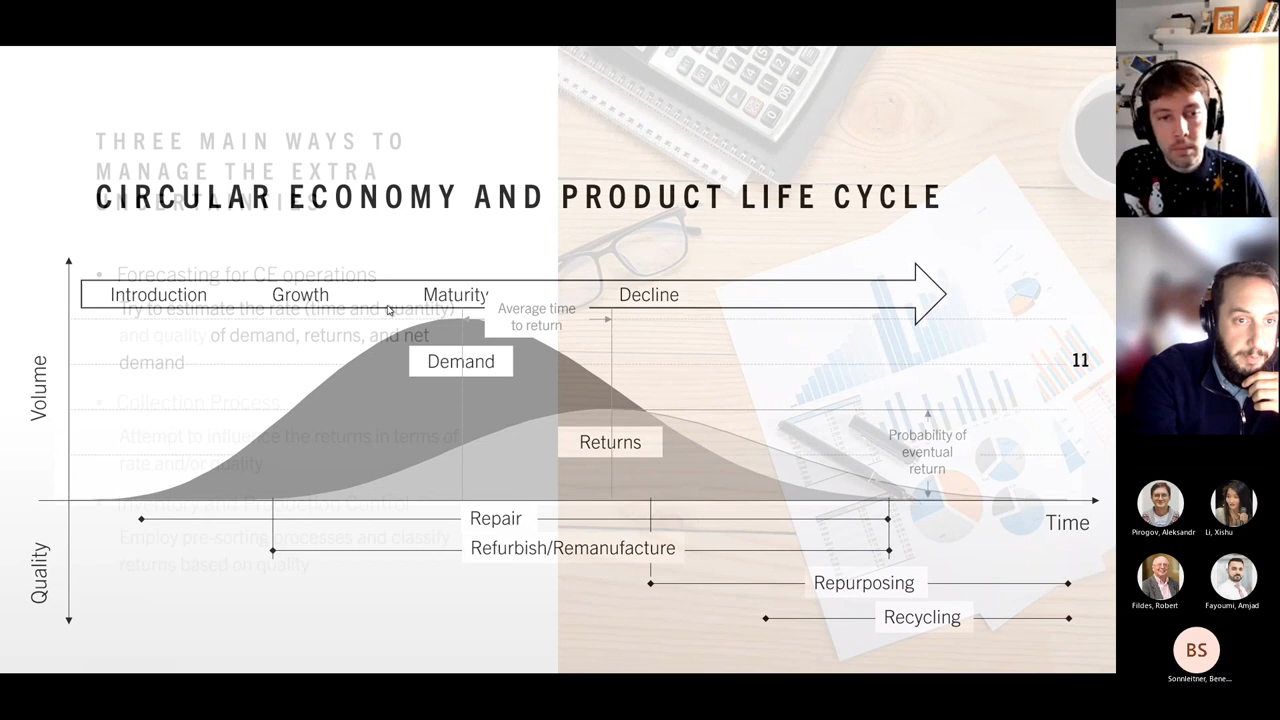 THREE MAIN WAYS TO
MANAGE THE EXTRA
UNCERTAINTIES
CIRCULAR ECONOMY AND PRODUCT LIFE CYCLE
• Forecasting for CE operations
Try to estimate the rate (time and quantity)
and quality of demand, returns, and net
demand
• Collection Process
Attempt to influence the returns in terms of
rate and/or quality
• Inventory and Production Control
Employ pre-sorting processes and classify
returns based on quality
Introduction
Growth
Maturity
Decline
Average time
to return
Demand
Returns
Probability of
eventual
return
11
Volume
Quality
Time
Repair
Refurbish/Remanufacture
Repurposing
Recycling
Pirogov, Aleksandr
Li, Xishu
Fildes, Robert
Fayoumi, Amjad
BS
Sonnleitner, Bene...